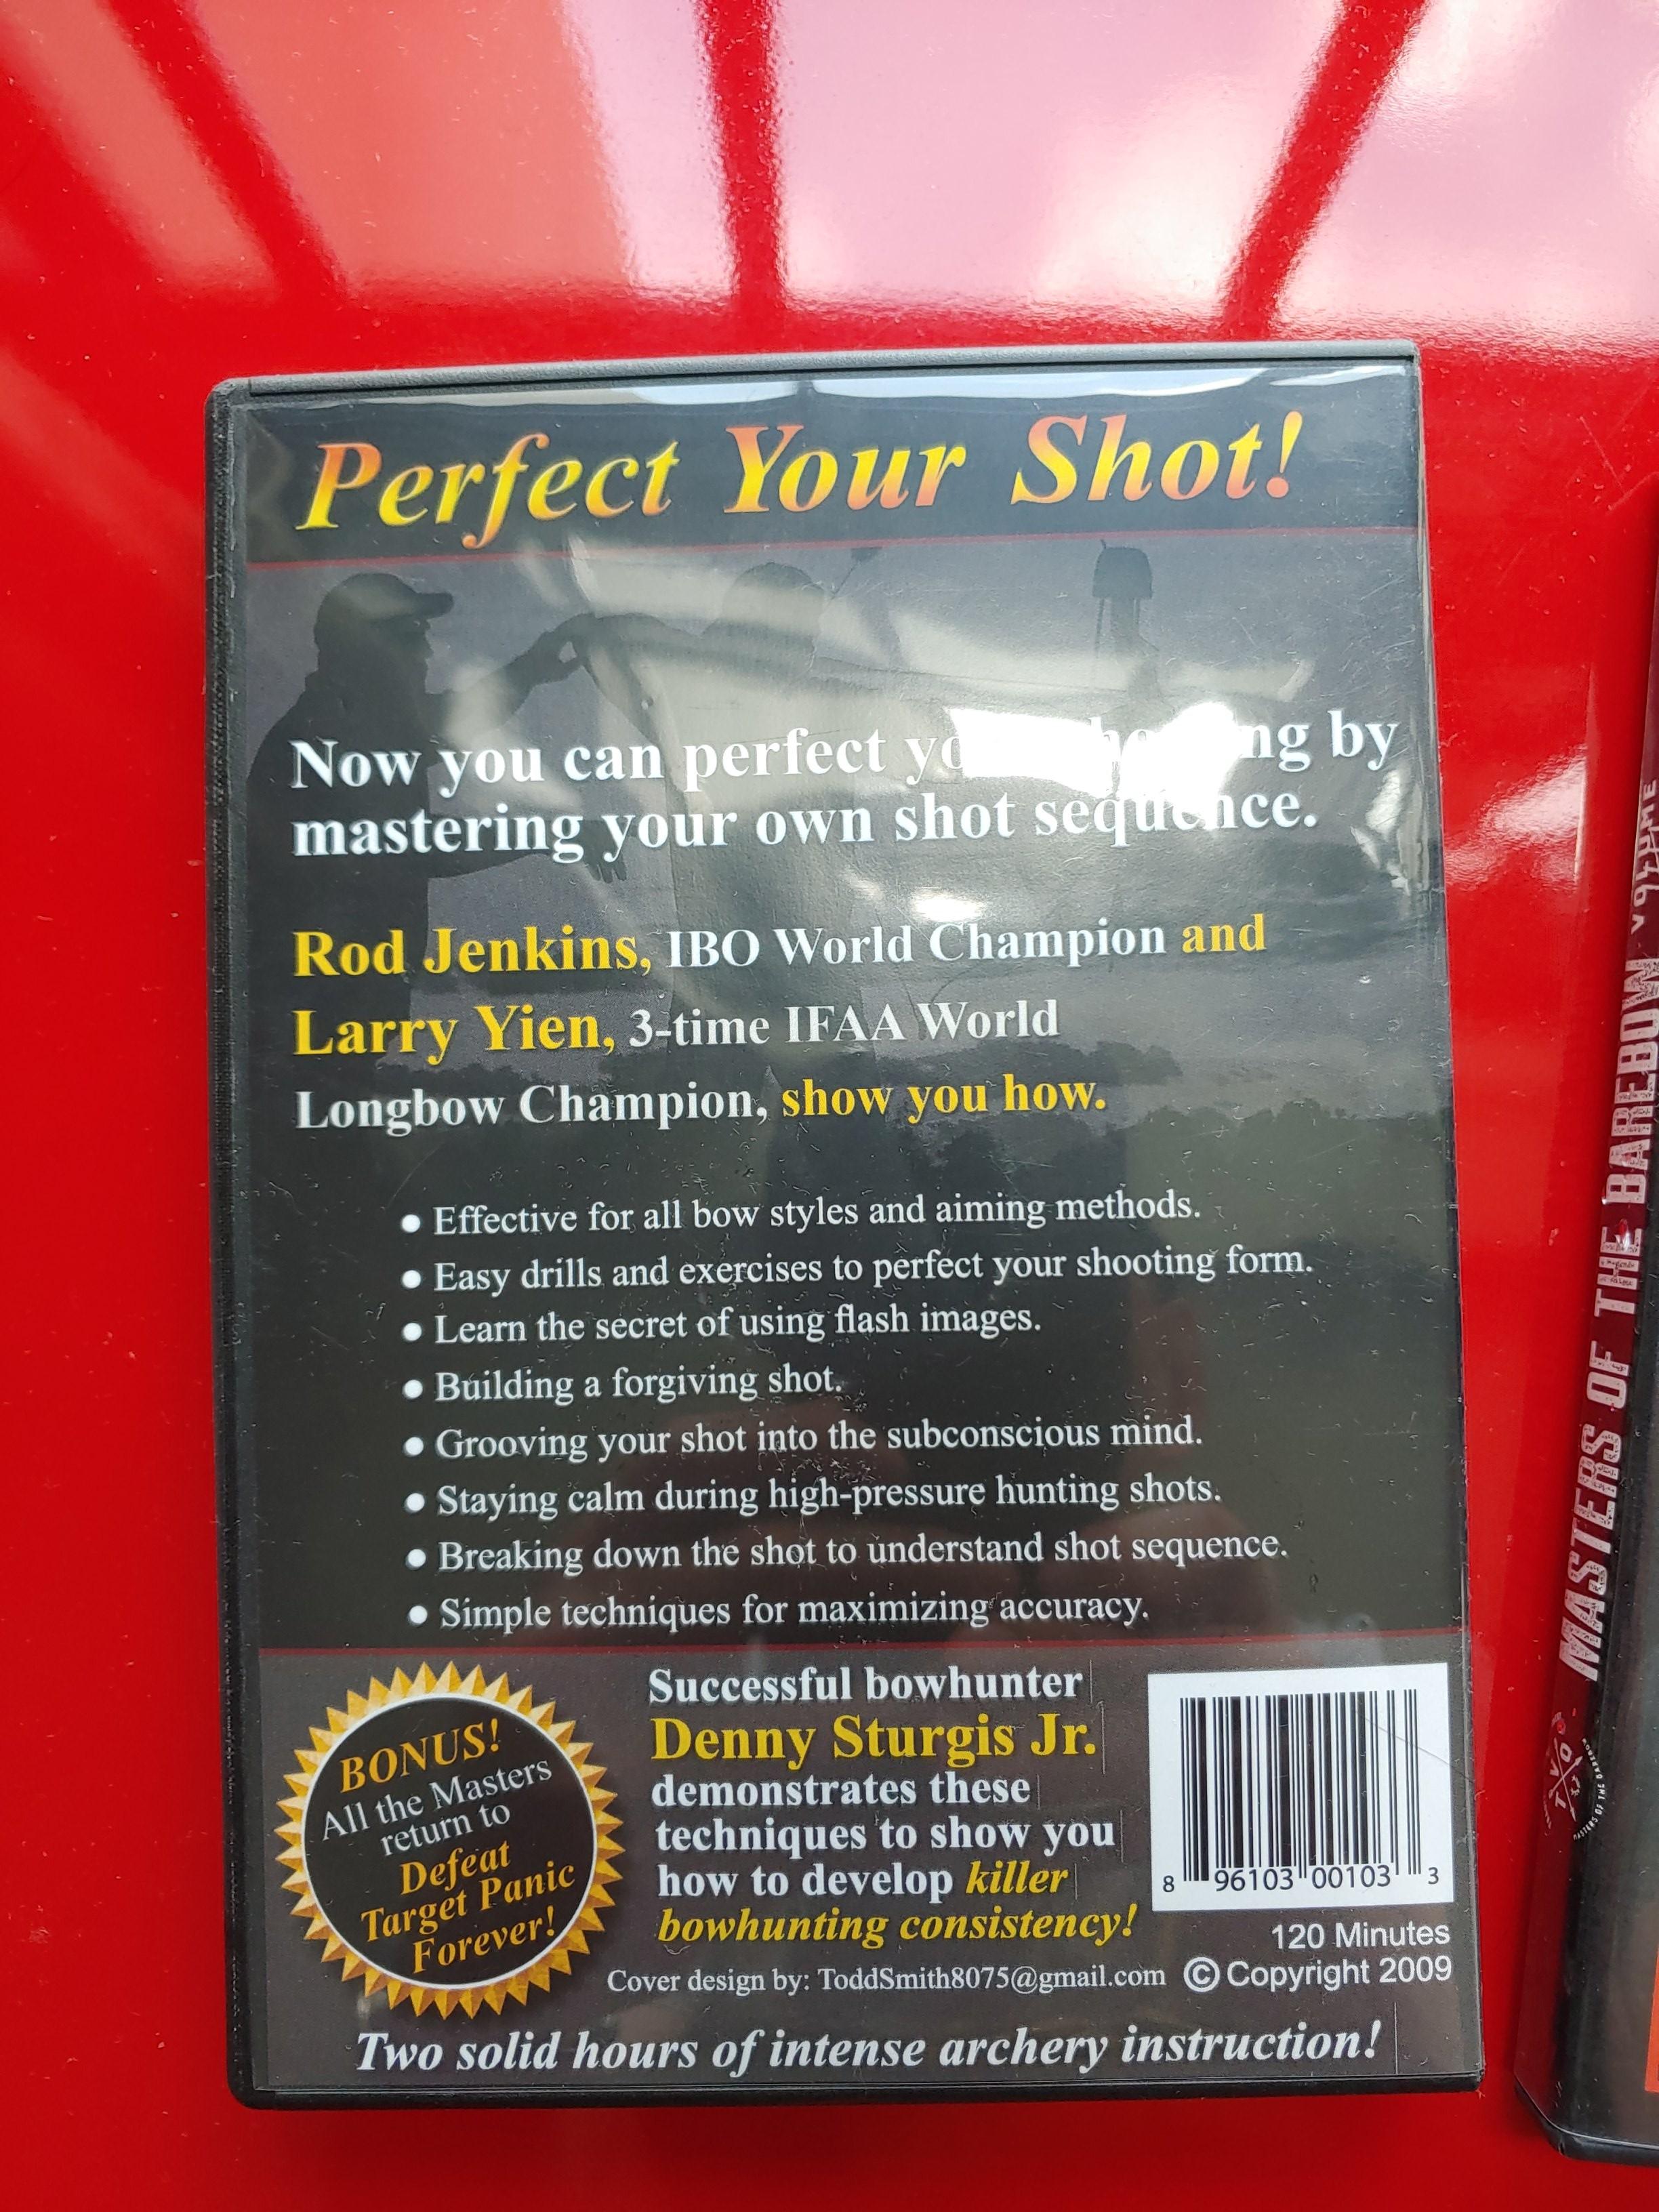 Perfect Your Shot!
Now you can perfect by
mastering your own shot sequence.
Rod Jenkins, IBO World Champion and
Larry Yien, 3-time IFAA World
Longbow Champion, show you how.
● Effective for all bow styles and aiming methods.
● Easy drills and exercises to perfect your shooting form.
● Learn the secret of using flash images.
● Building a forgiving shot.
● Grooving your shot into the subconscious mind.
● Staying calm during high-pressure hunting shots.
● Breaking down the shot to understand shot sequence.
● Simple techniques for maximizing accuracy.
BONUS!
All the Masters
return to
Defeat
Target Panic
Forever!
Successful bowhunter
Denny Sturgis Jr.
demonstrates these
techniques to show you
how to develop killer
bowhunting consistency!
8 96103 00103 3
120 Minutes
Cover design by: ToddSmith8075@gmail.com © Copyright 2009
Two solid hours of intense archery instruction!
MASTERS OF THE BAREBOW